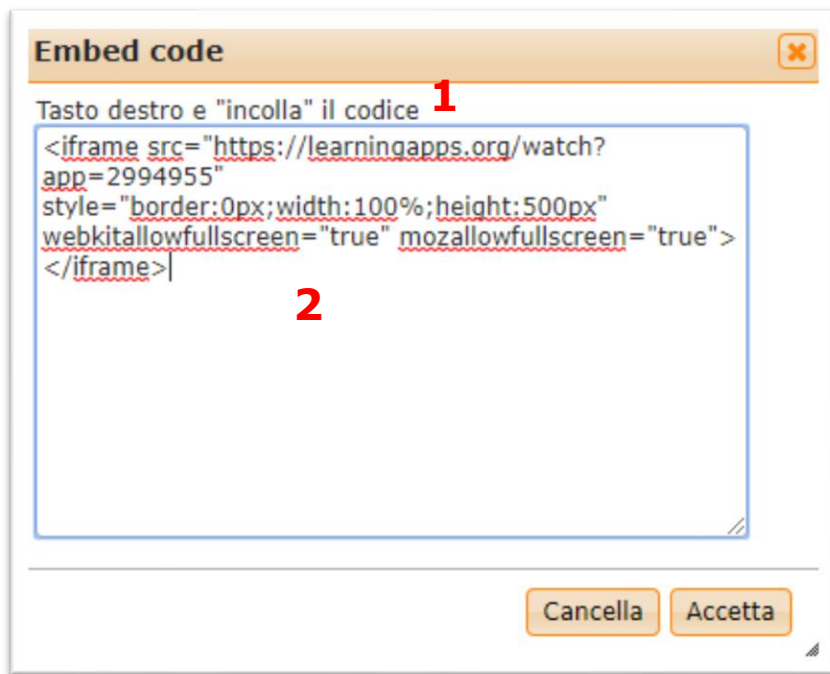 Embed code
Tasto destro e "incolla" il codice 1
<iframe src="https://learningapps.org/watch?
app=2994955"
style="border:0px;width:100%;height:500px"
webkitallowfullscreen="true" mozallowfullscreen="true">
</iframe>
2
Cancella Accetta